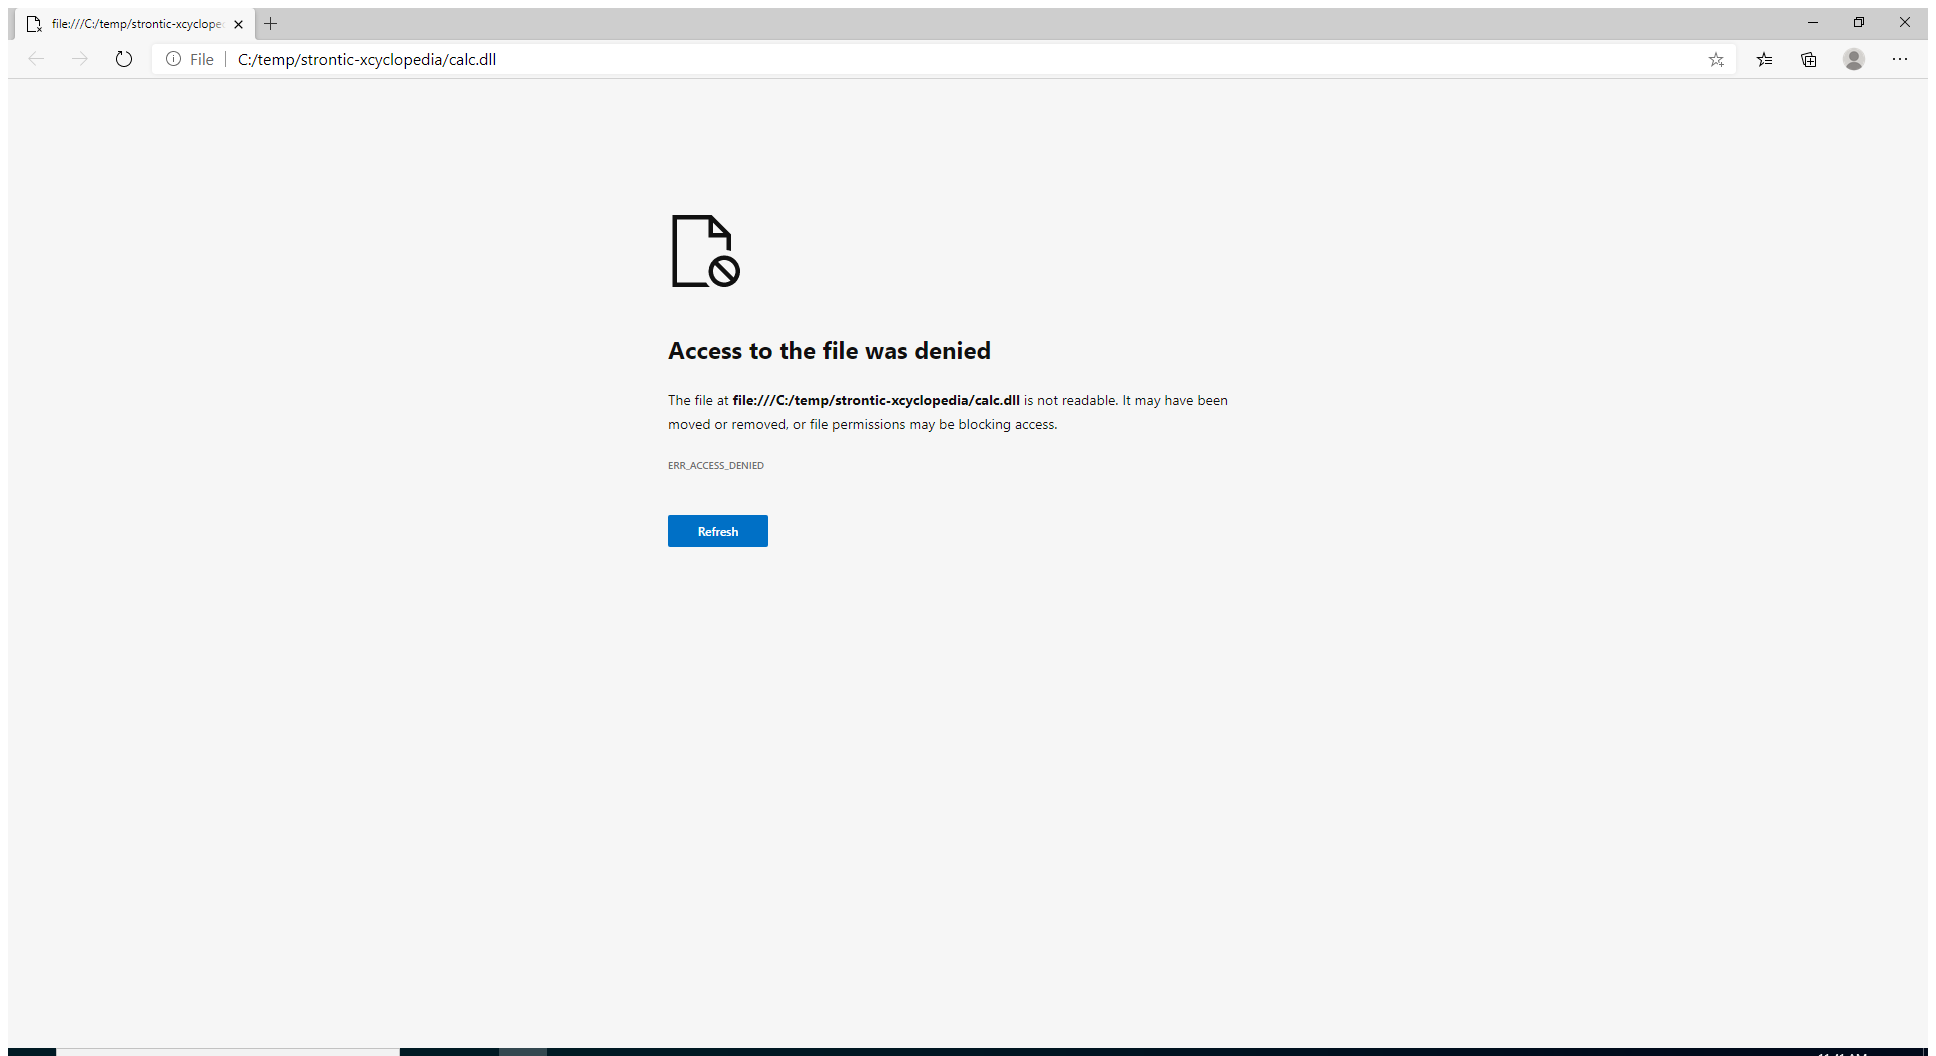 file:///C:/temp/strontic-xcyclope
File
C:/temp/strontic-xcyclopedia/calc.dll
Access to the file was denied
The file at file:///C:/temp/strontic-xcyclopedia/calc.dll is not readable. It may have been
moved or removed, or file permissions may be blocking access.
ERR_ACCESS_DENIED
Refresh